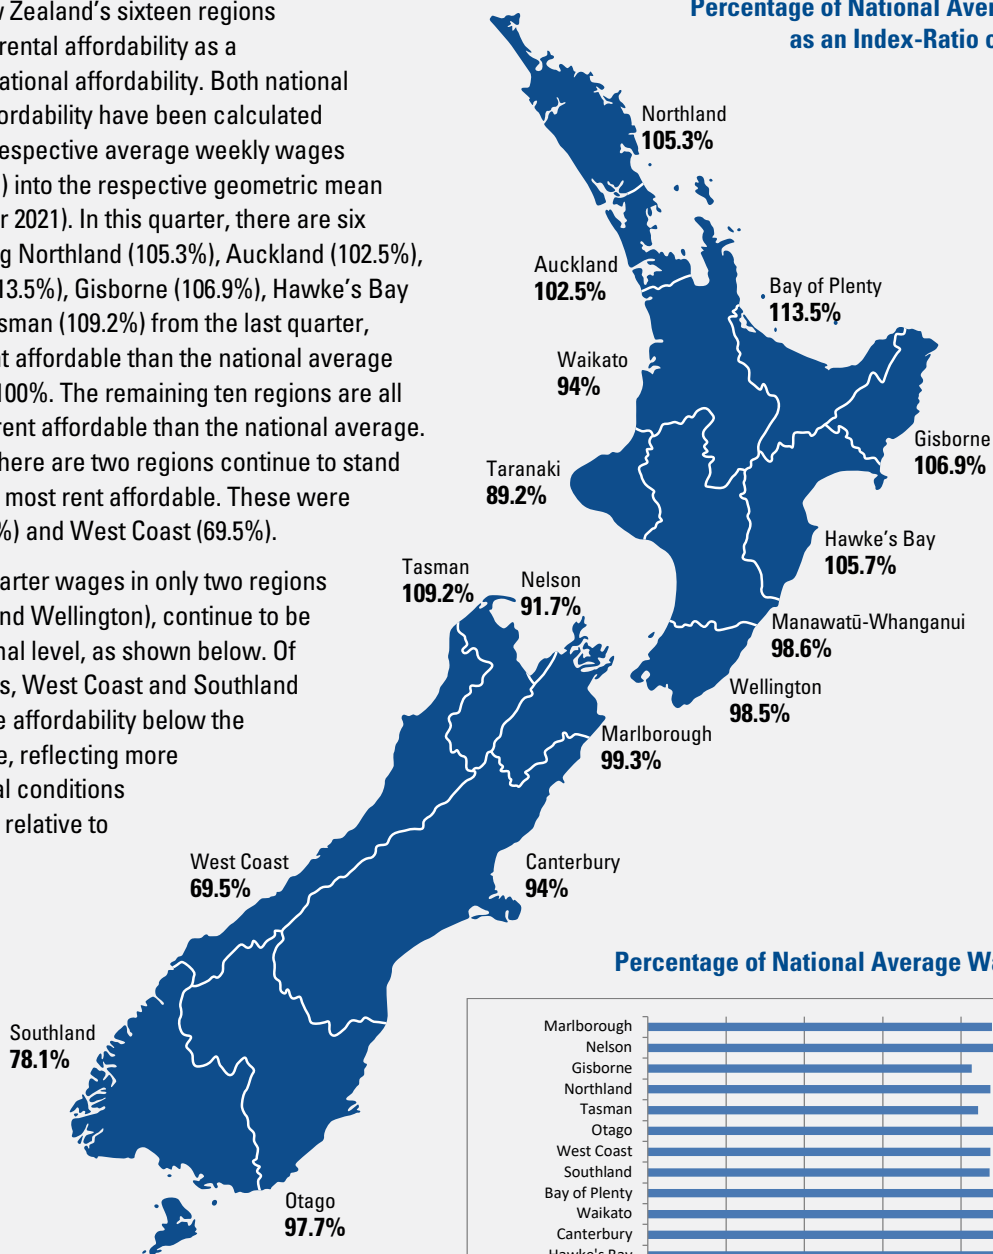 Zealand's sixteen regions
rental affordability as a
ational affordability. Both national
ordability have been calculated
espective average weekly wages
) into the respective geometric mean
r 2021). In this quarter, there are six
g Northland (105.3%), Auckland (102.5%),
13.5%), Gisborne (106.9%), Hawke's Bay
sman (109.2%) from the last quarter,
t affordable than the national average
100%. The remaining ten regions are all
rent affordable than the national average.
here are two regions continue to stand
most rent affordable. These were
%) and West Coast (69.5%).
arter wages in only two regions
nd Wellington), continue to be
nal level, as shown below. Of
s, West Coast and Southland
e affordability below the
e, reflecting more
al conditions
relative to
Percentage of National Aver
as an Index-Ratio
Northland
105.3%
Auckland
102.5%
Bay of Plenty
113.5%
Waikato
94%
Gisborne
106.9%
Taranaki
89.2%
Hawke's Bay
105.7%
Tasman
109.2%
Nelson
91.7%
Manawatū-Whanganui
98.6%
Wellington
98.5%
Marlborough
99.3%
West Coast
69.5%
Canterbury
94%
Southland
78.1%
Otago
97.7%
Percentage of National Average Wa
Marlborough
Nelson
Gisborne
Northland
Tasman
Otago
West Coast
Southland
Bay of Plenty
Waikato
Canterbury
Hawke's Bay